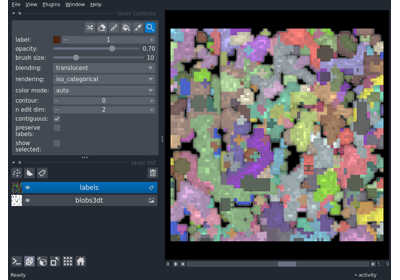 File View Plugins Window Help
layer controls
label: 1
opacity: 0.70
brush size: 10
blending: translucent
rendering: iso_categorical
color mode: auto
contour: 0
n edit dim: 2
contiguous:
preserve
labels:
show
selected:
layer list
labels
blobs3dt
Ready
activity